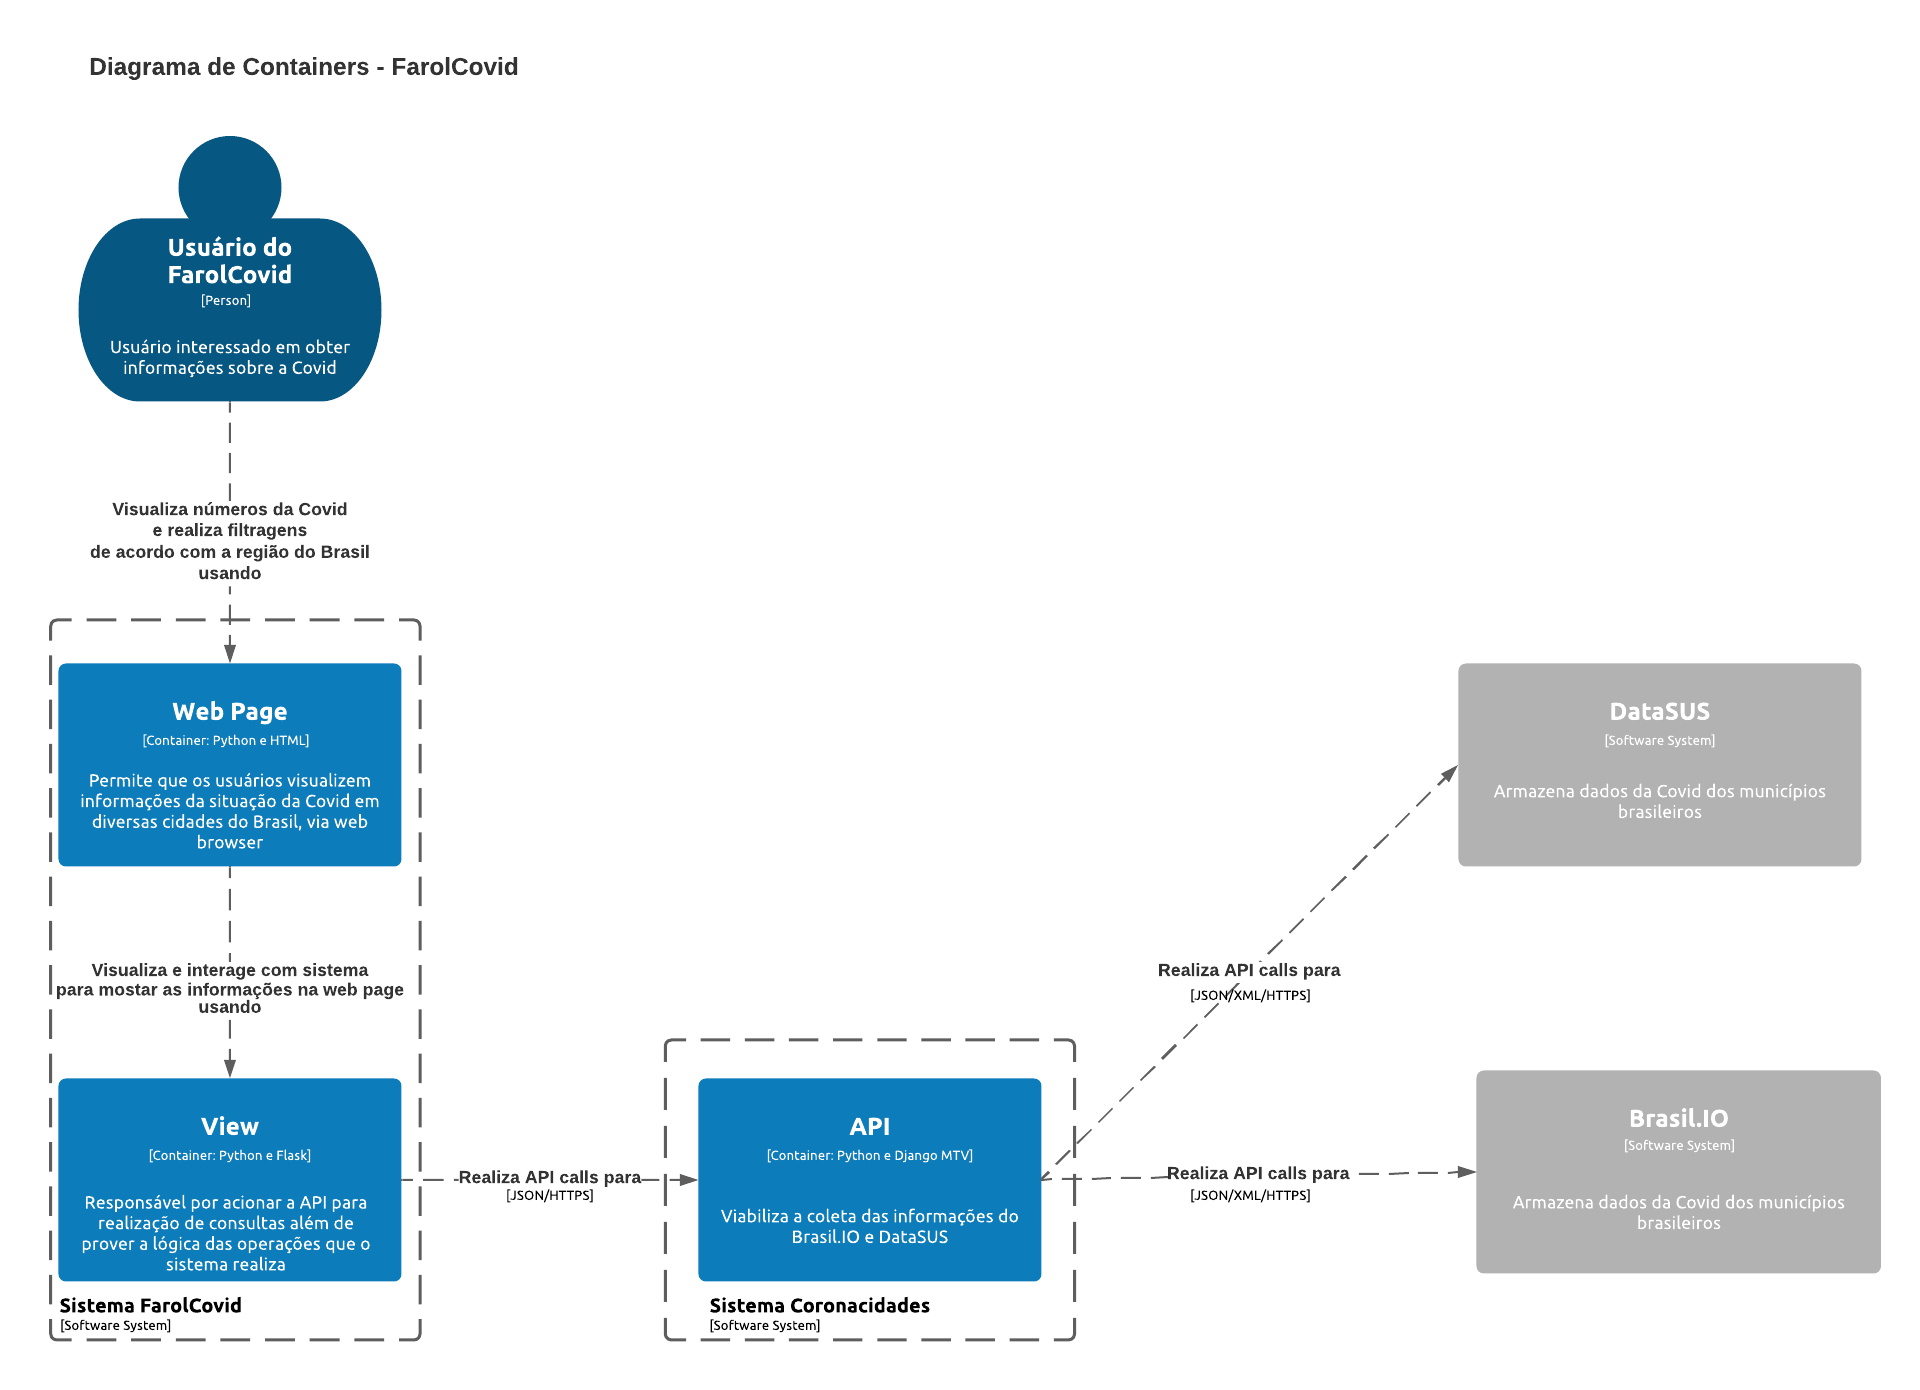 Diagrama de Containers - FarolCovid
Usuário do
FarolCovid
[Person]
Usuário interessado em obter
informações sobre a Covid
Visualiza números da Covid
e realiza filtragens
de acordo com a região do Brasil
usando
Web Page
[Container: Python e HTML]
Permite que os usuários visualizem
informações da situação da Covid em
diversas cidades do Brasil, via web
browser
Visualiza e interage com sistema
para mostar as informações na web page
usando
View
[Container: Python e Flask]
Responsável por acionar a API para
realização de consultas além de
prover a lógica das operações que o
sistema realiza
Sistema FarolCovid
[Software System]
Realiza API calls para
[JSON/HTTPS]
API
[Container: Python e Django MTV]
Viabiliza a coleta das informações do
Brasil.IO e DataSUS
Sistema Coronacidades
[Software System]
Realiza API calls para
[JSON/XML/HTTPS]
DataSUS
[Software System]
Armazena dados da Covid dos municípios
brasileiros
Realiza API calls para
[JSON/XML/HTTPS]
Brasil.IO
[Software System]
Armazena dados da Covid dos municípios
brasileiros